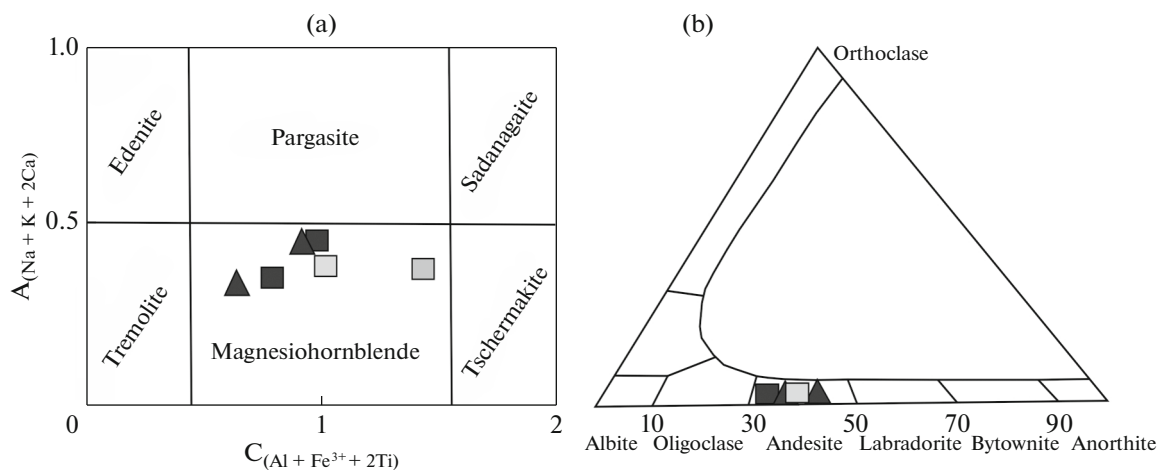 (a)
1.0
Edenite
Pargasite
Sadanagaite
0.5
Tremolite
Magnesiohornblende
Tschermakite
A(Na + K + 2Ca)
0
1
2
C(Al + Fe3+ + 2Ti)
(b)
Orthoclase
10 30 50 70 90
Albite Oligoclase Andesite Labradorite Bytownite Anorthite